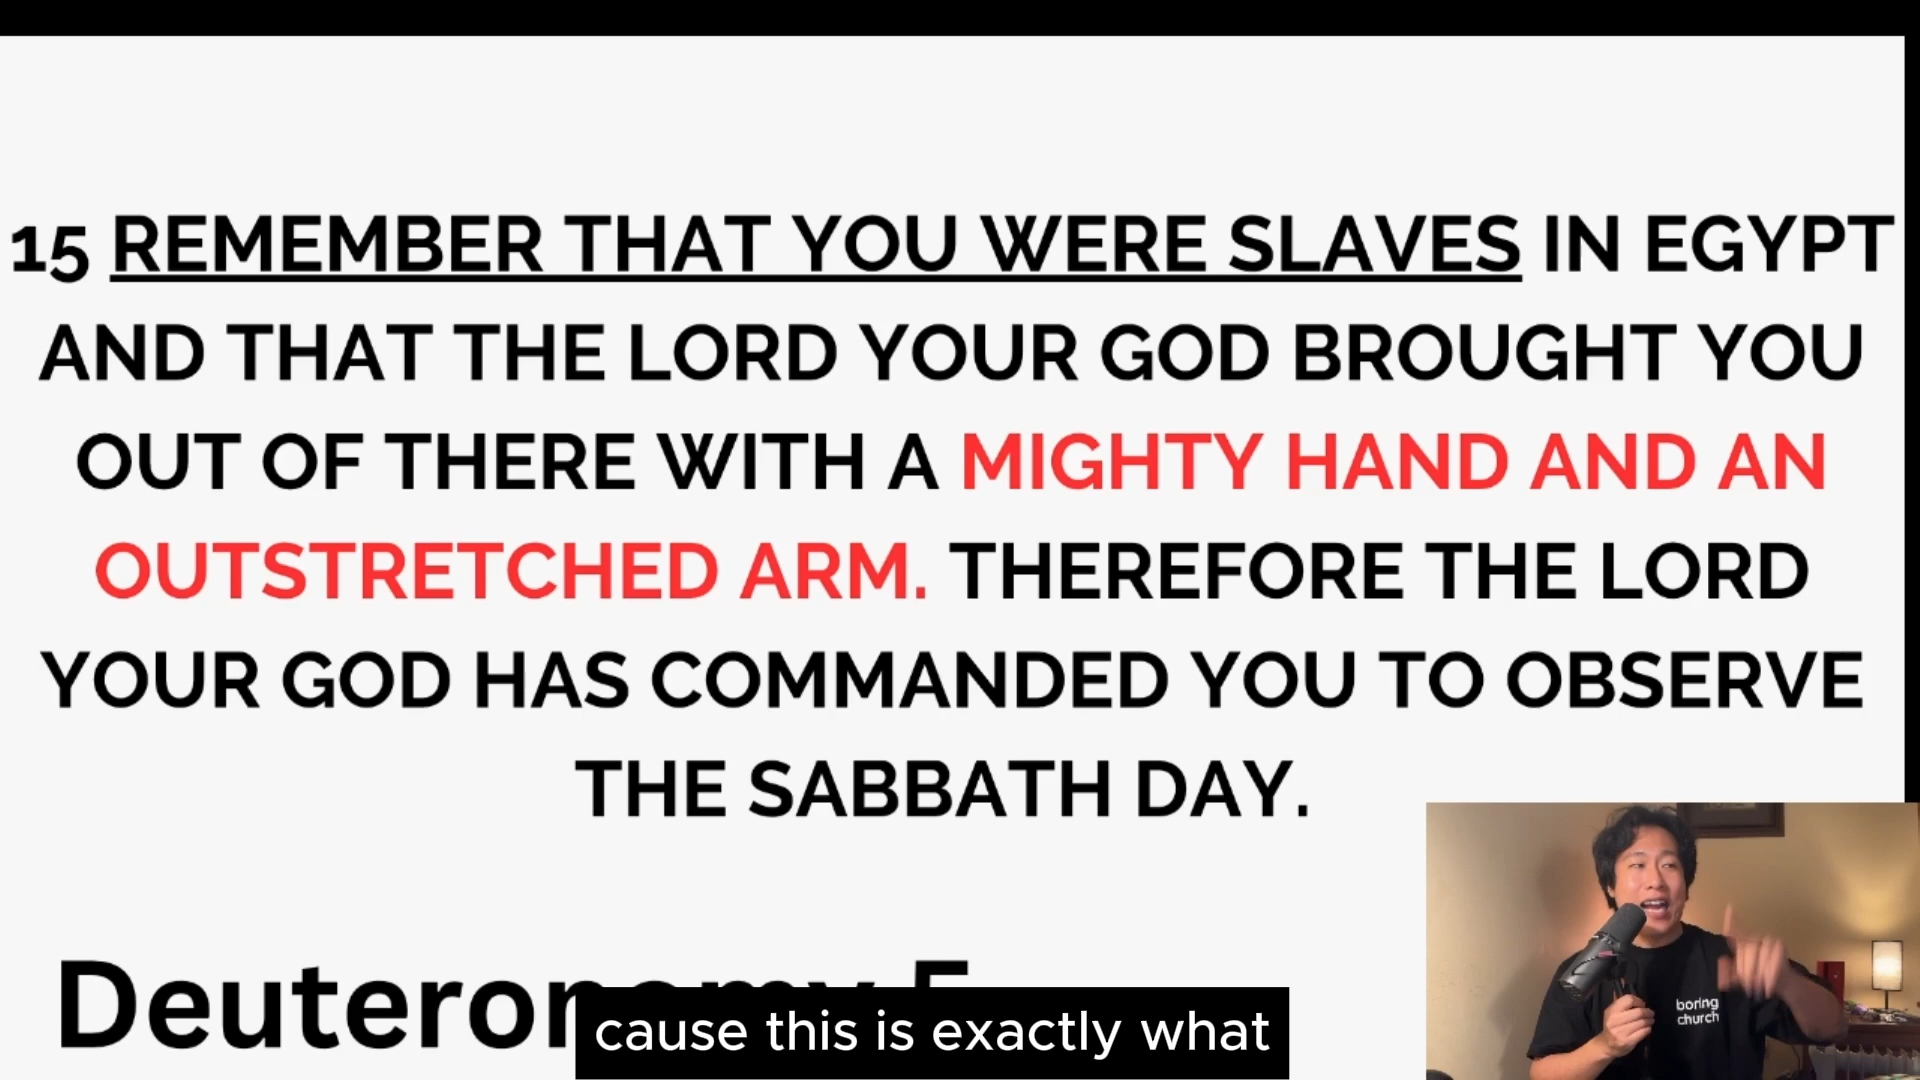 15 REMEMBER THAT YOU WERE SLAVES IN EGYPT
AND THAT THE LORD YOUR GOD BROUGHT YOU
OUT OF THERE WITH A MIGHTY HAND AND AN
OUTSTRETCHED ARM. THEREFORE THE LORD
YOUR GOD HAS COMMANDED YOU TO OBSERVE
THE SABBATH DAY.
Deuteronomy 5
cause this is exactly what
boring
church